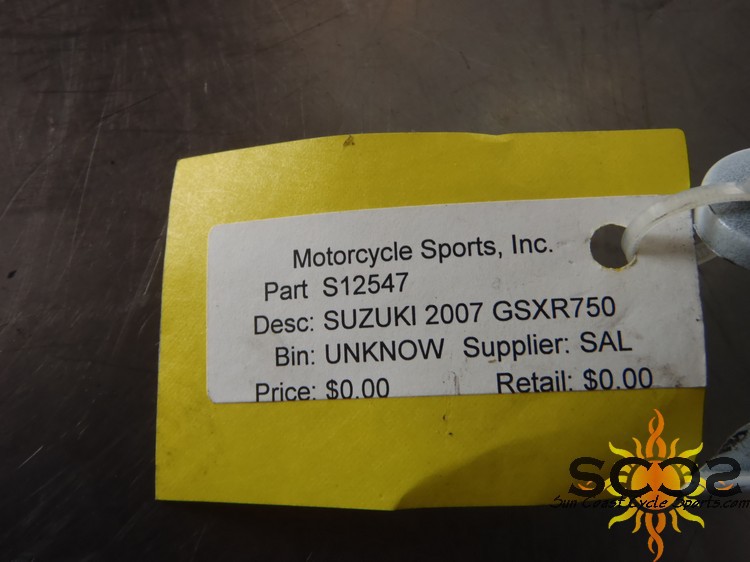 Motorcycle Sports, Inc.
Part S12547
Desc: SUZUKI 2007 GSXR750
Bin: UNKNOW Supplier: SAL
Price: $0.00 Retail: $0.00
SCCS
Sun Coast Cycle Sports.com